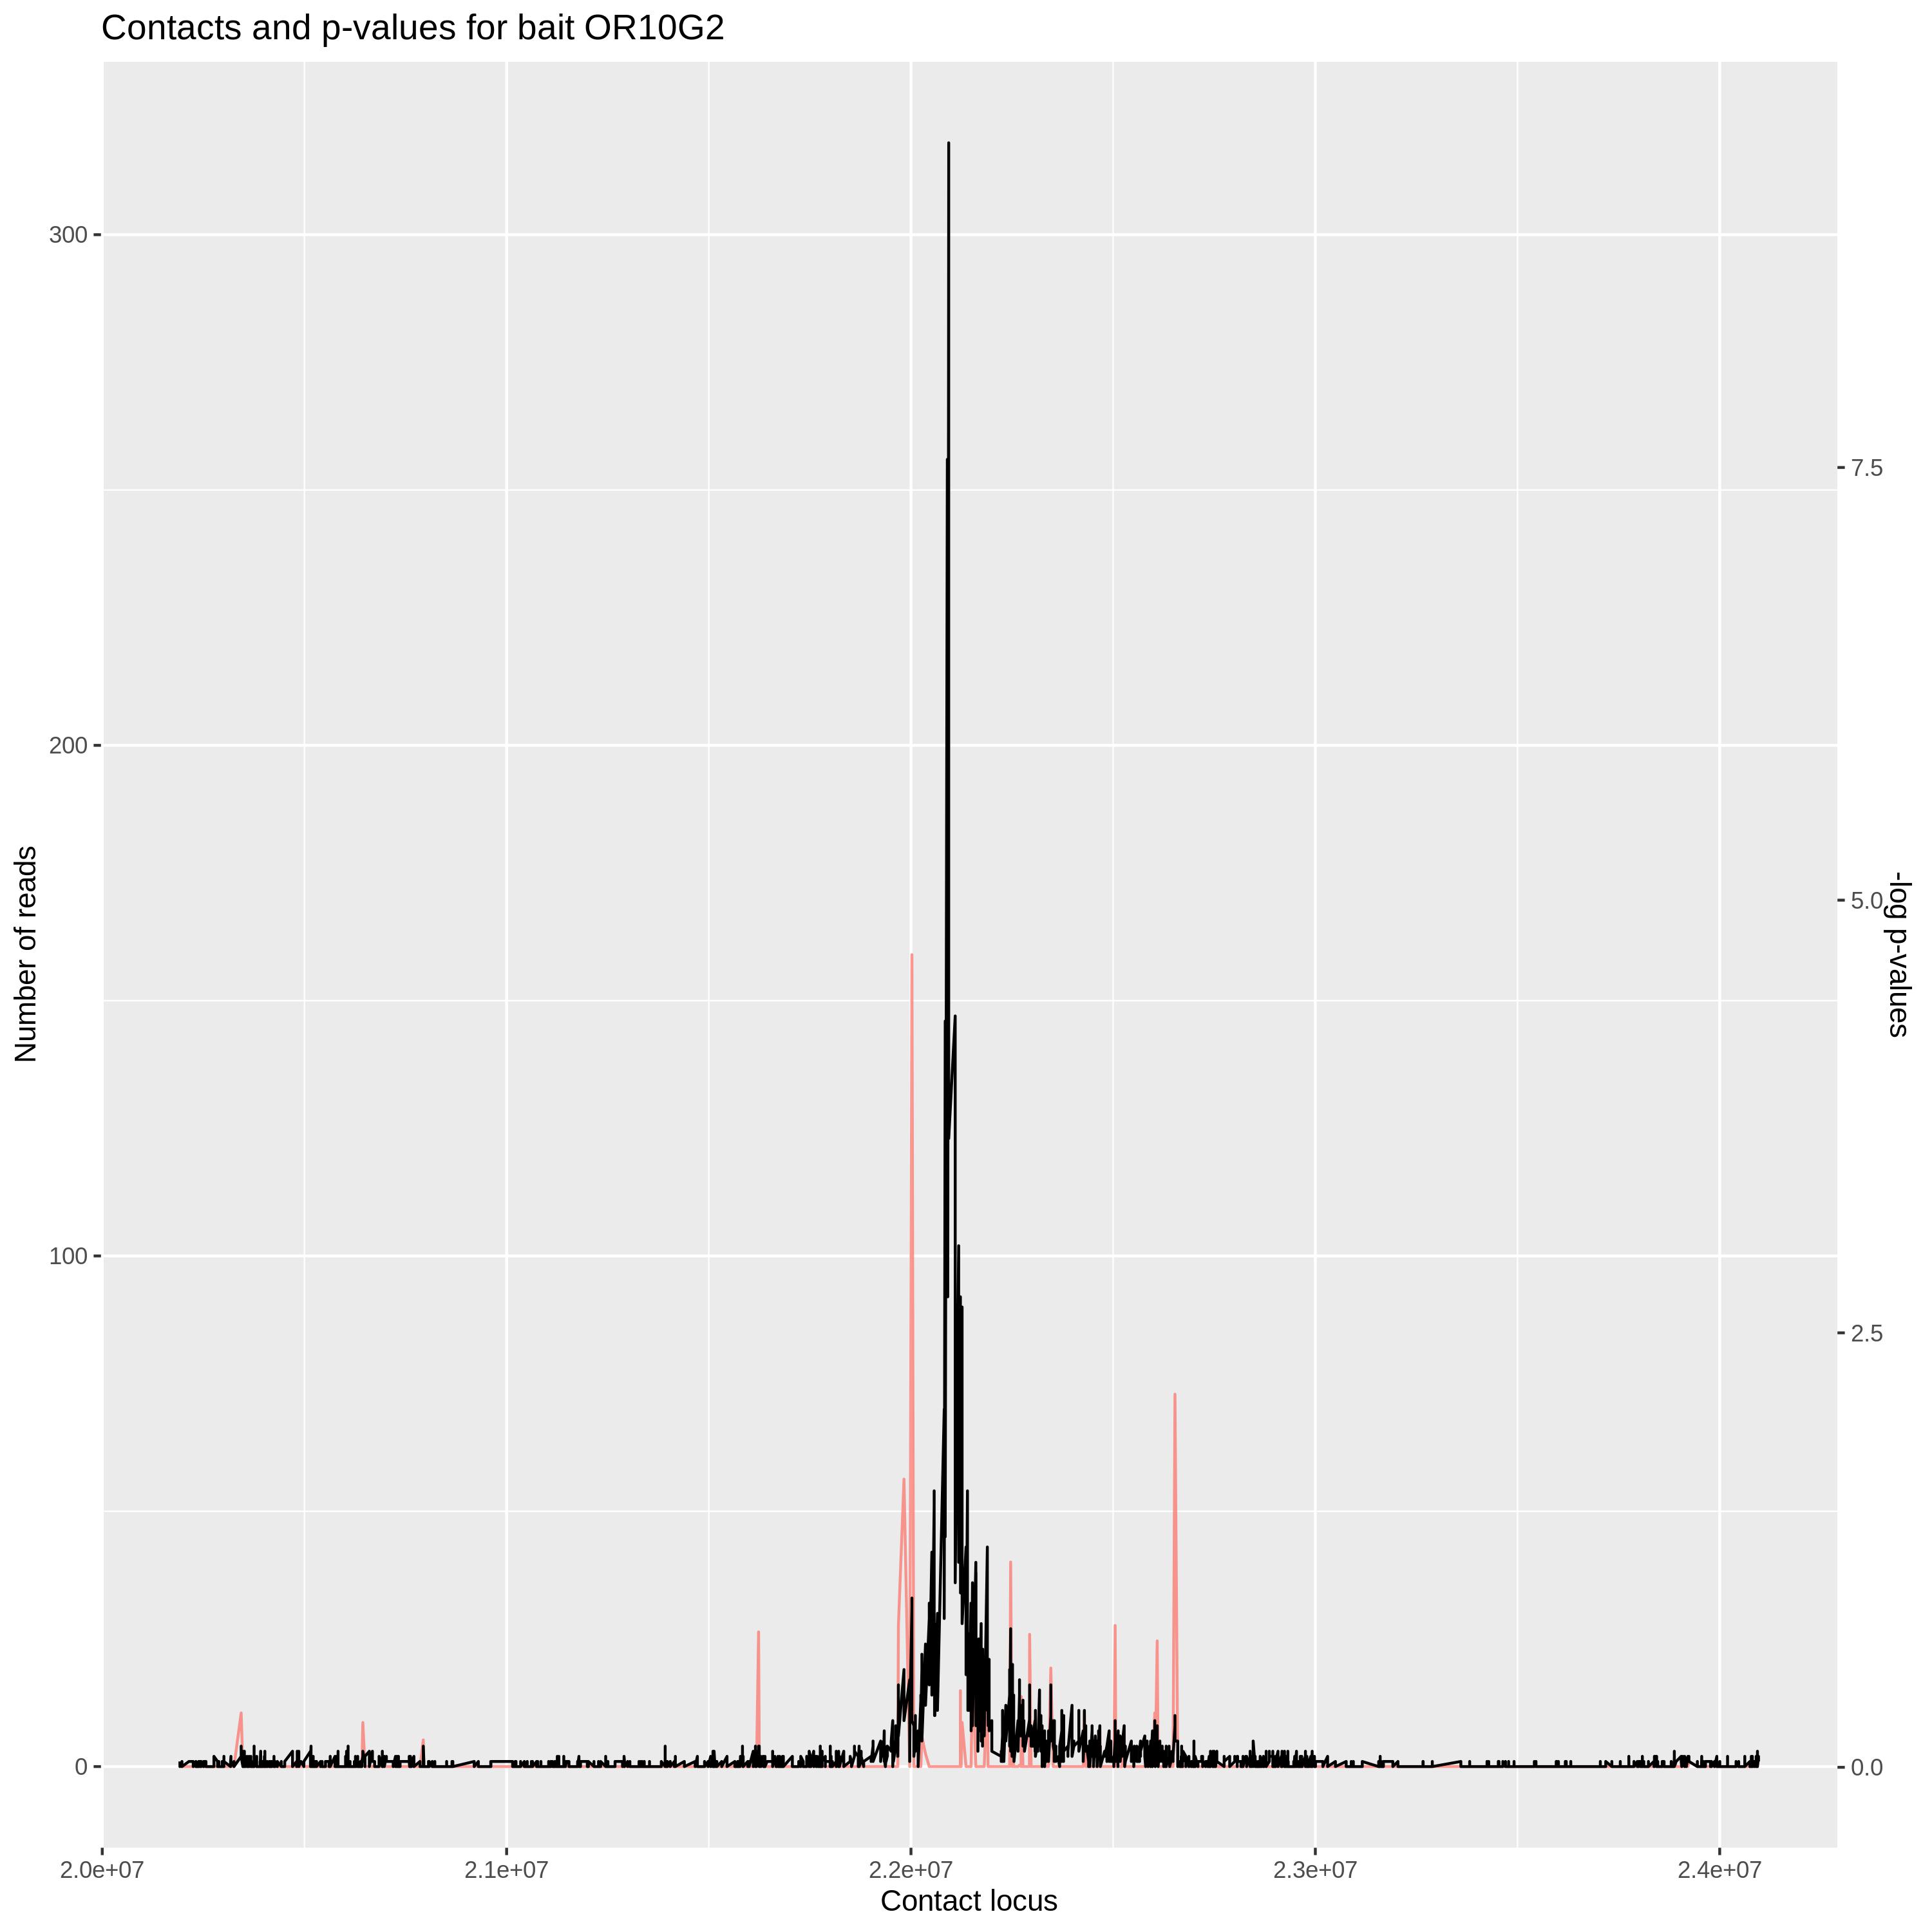 Contacts and p-values for bait OR10G2
300
200
100
0
Number of reads
7.5
5.0
2.5
0.0
-log p-values
2.0e+07 2.1e+07 2.2e+07 2.3e+07 2.4e+07
Contact locus